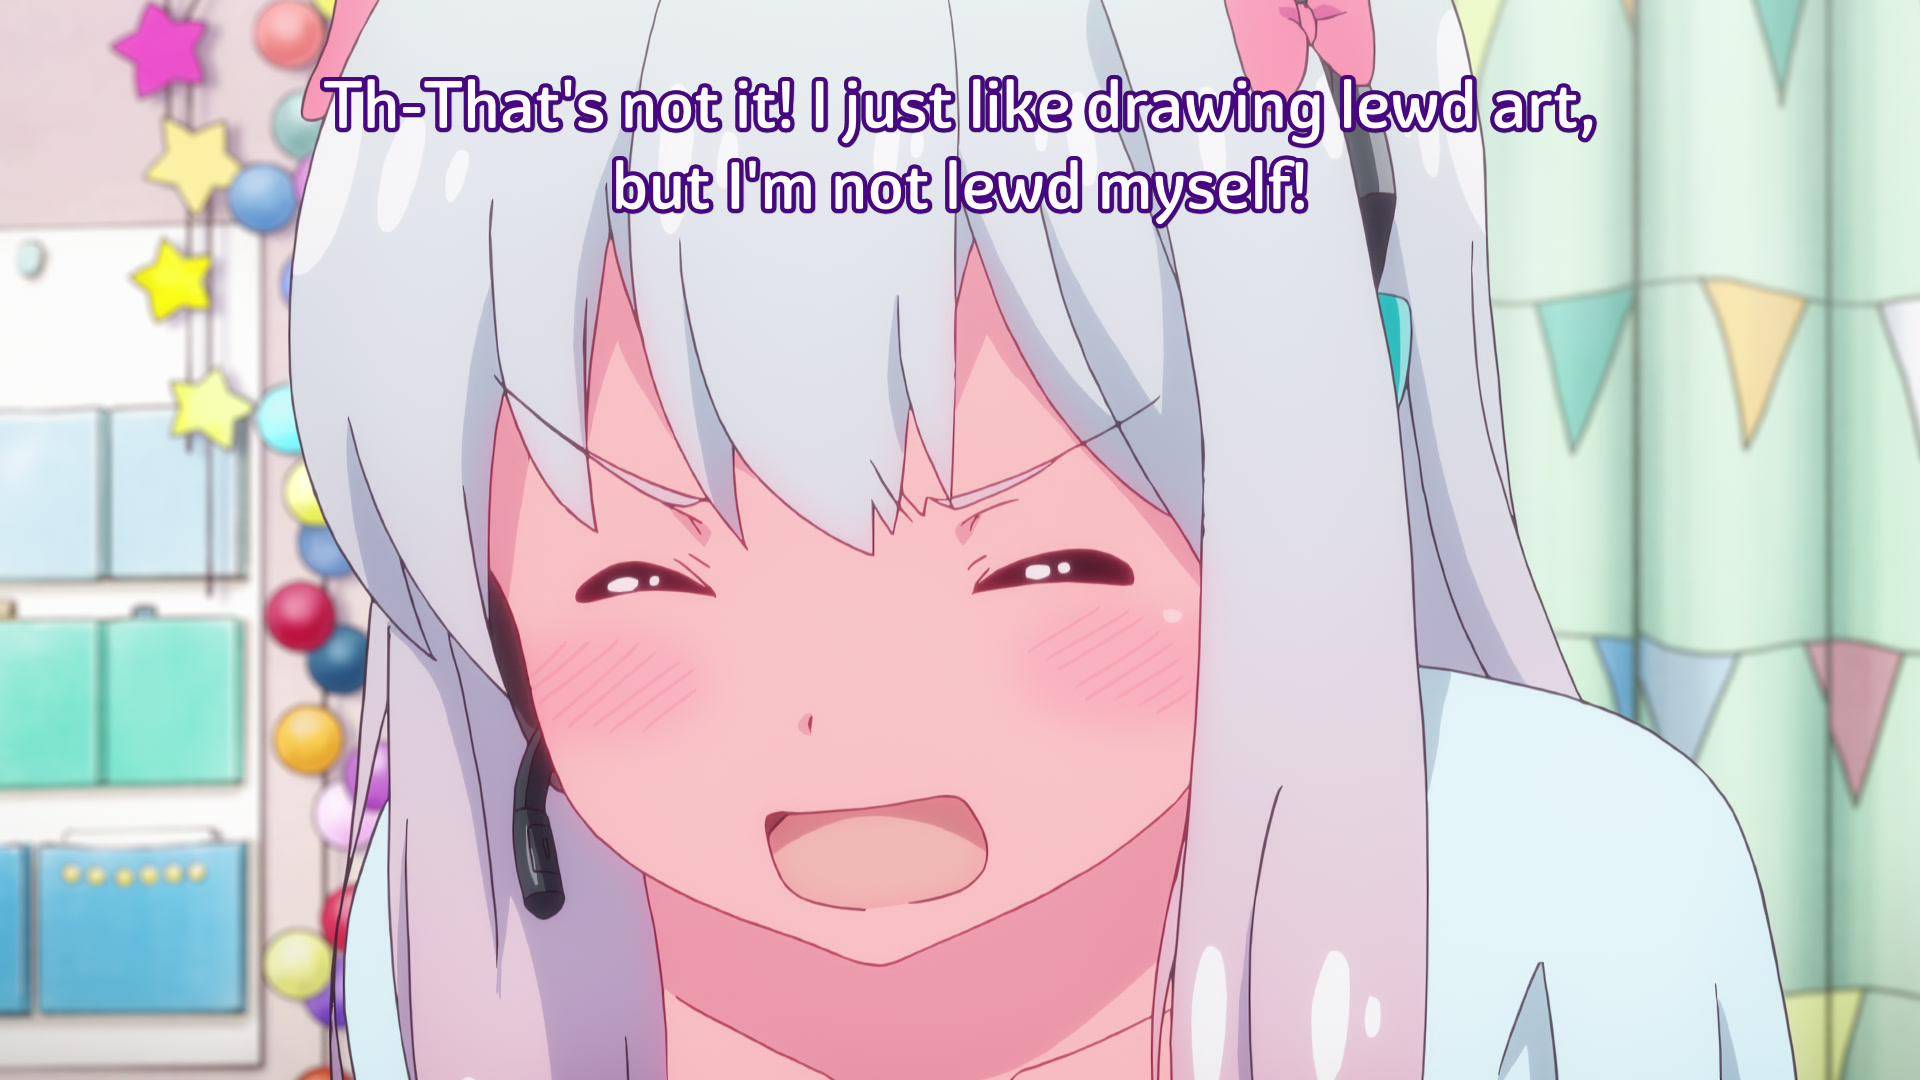 Th-That's not it! I just like drawing lewd art,
but I'm not lewd myself!